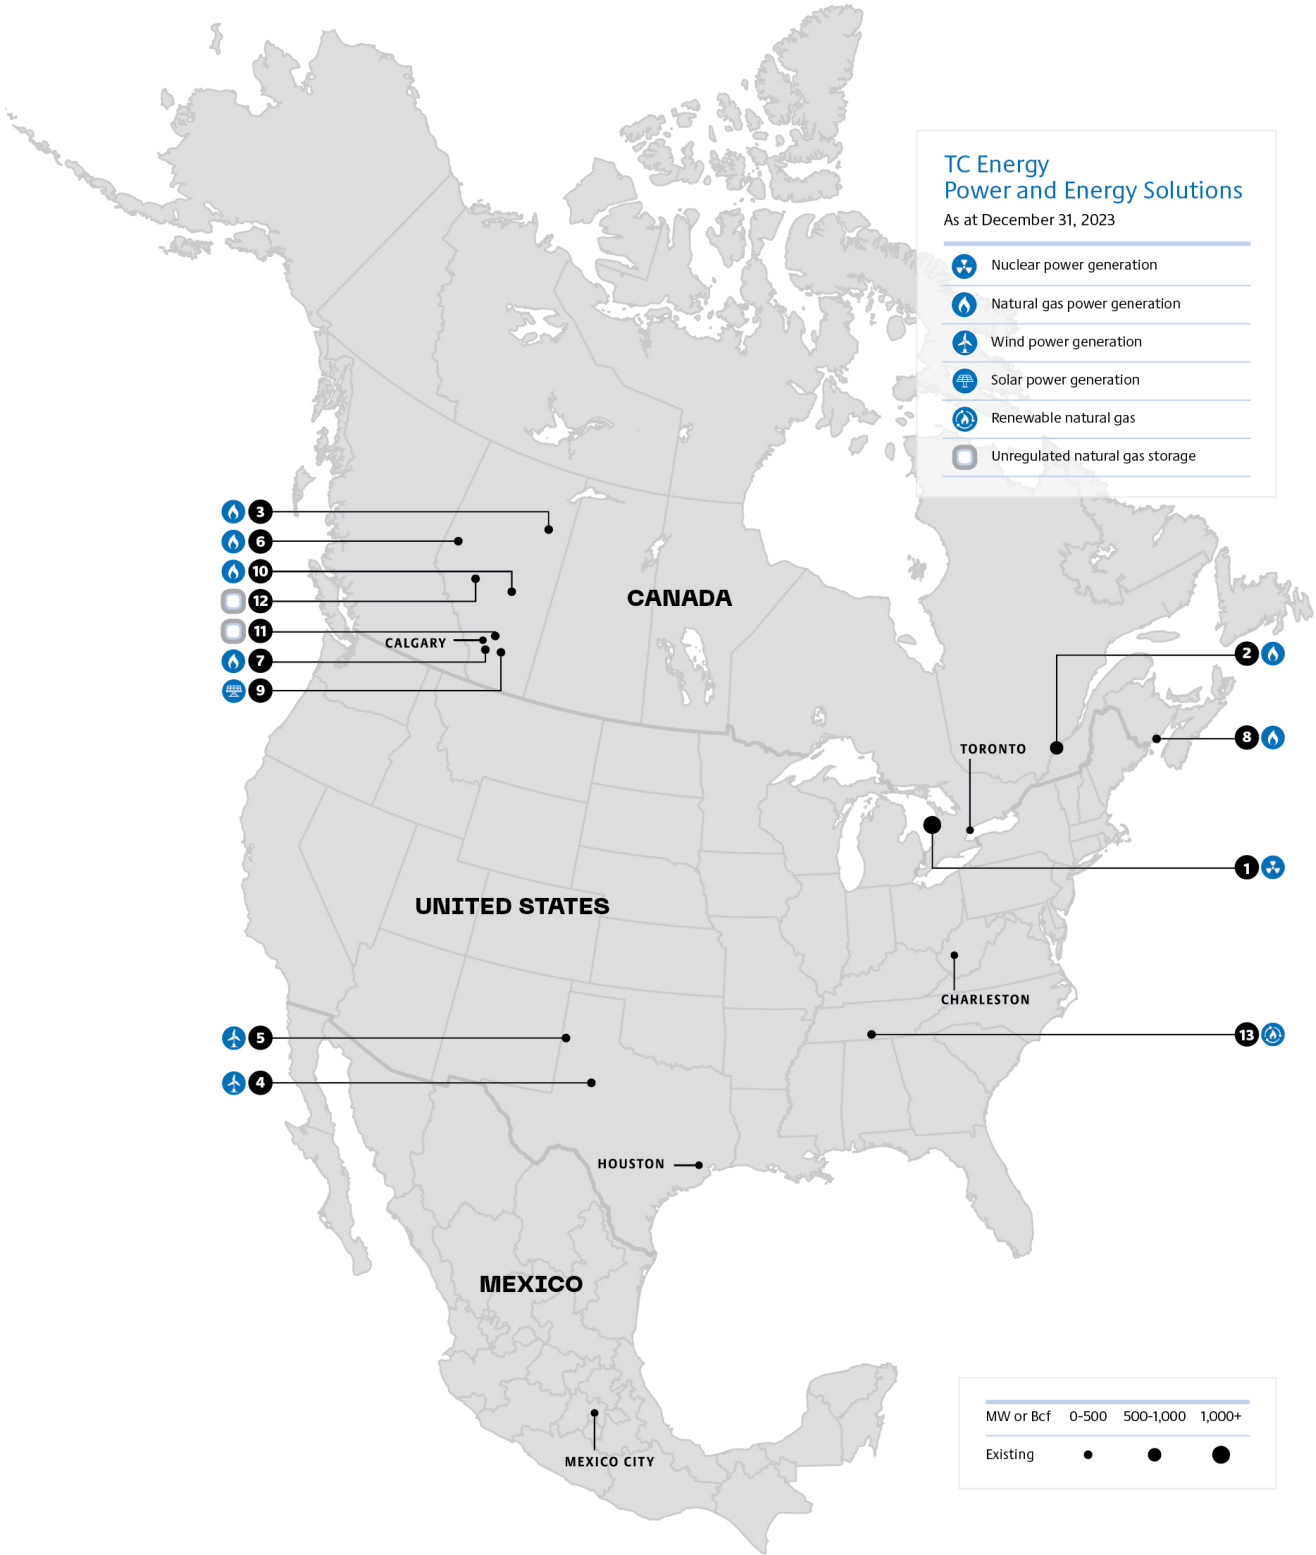 TC Energy
Power and Energy Solutions
As at December 31, 2023
Nuclear power generation
Natural gas power generation
Wind power generation
Solar power generation
Renewable natural gas
Unregulated natural gas storage
3
6
10
12
11
7
9
CALGARY
CANADA
2
8
TORONTO
1
UNITED STATES
CHARLESTON
13
5
4
HOUSTON
MEXICO
MEXICO CITY
MW or Bcf 0-500 500-1,000 1,000+
Existing